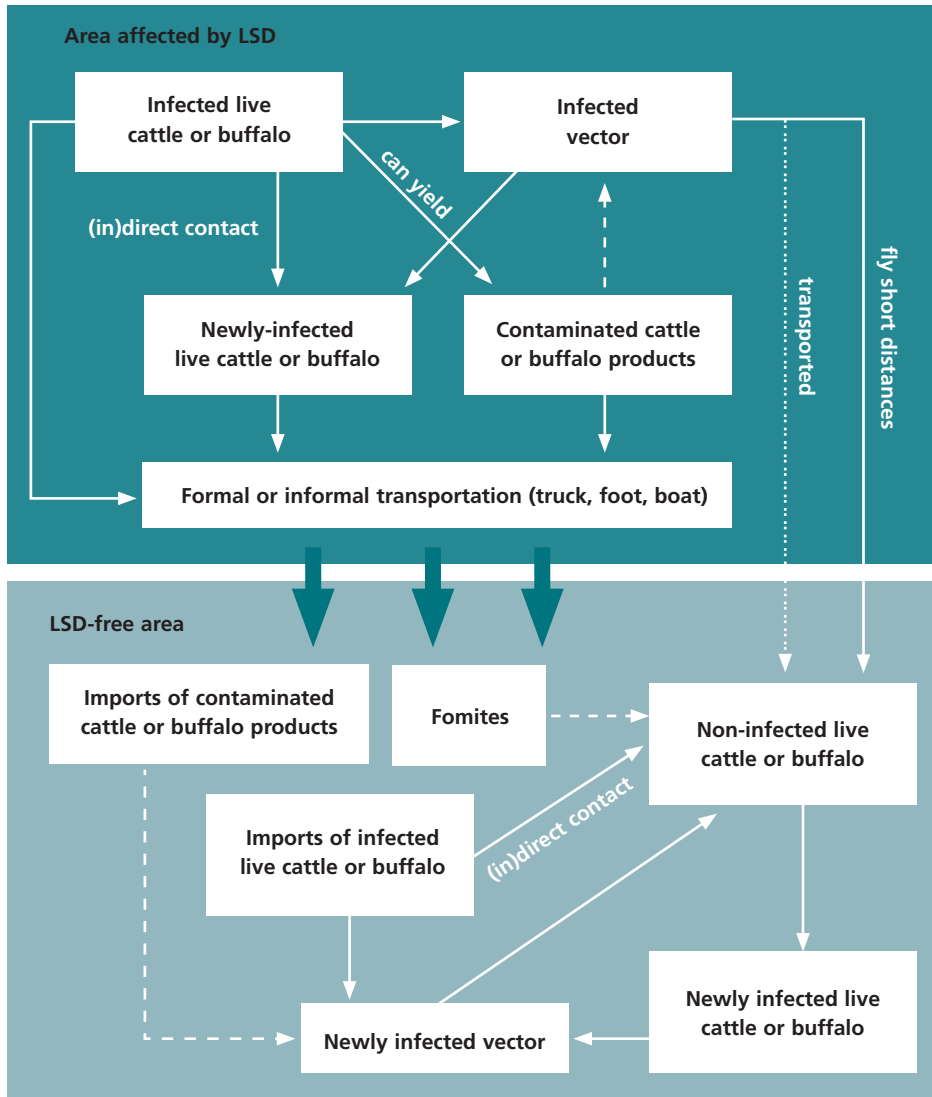 Area affected by LSD
Infected live
cattle or buffalo
Infected
vector
can yield
(in)direct contact
Newly-infected
live cattle or buffalo
Contaminated cattle
or buffalo products
transported
fly short distances
Formal or informal transportation (truck, foot, boat)
LSD-free area
Imports of contaminated
cattle or buffalo products
Fomites
Non-infected live
cattle or buffalo
(in)direct contact
Imports of infected
live cattle or buffalo
Newly infected vector
Newly infected live
cattle or buffalo